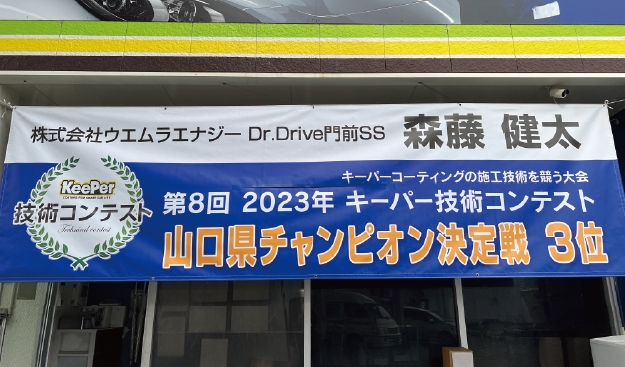 株式会社ウエムラエナジー Dr.Drive門前SS 森藤 健太
キーパーコーティングの施工技術を競う大会
KeePer
技術コンテスト
Technical contest
第8回 2023年 キーパー技術コンテスト
山口県チャンピオン決定戦 3位